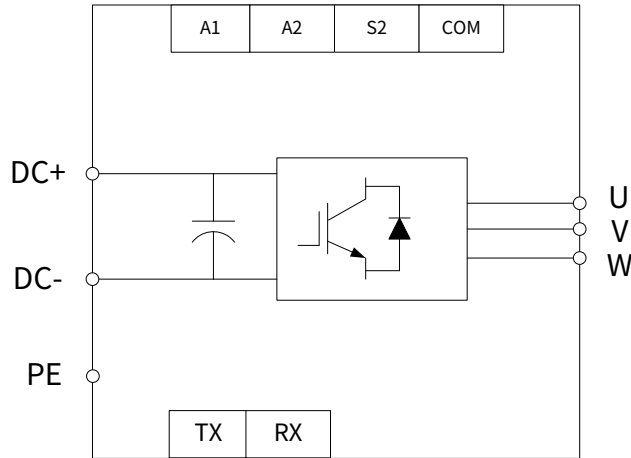 A1 A2 S2 COM
DC+
U
V
DC-
W
PE
TX RX